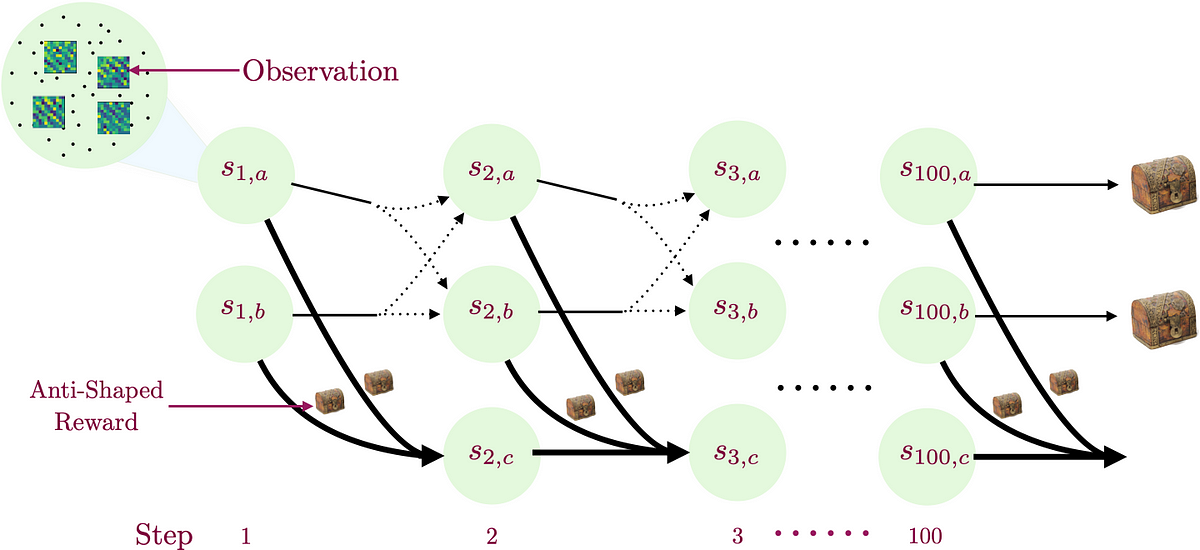 Observation
s1,a
s2,a
s3,a
s100,a
s1,b
s2,b
s3,b
s100,b
Anti-Shaped
Reward
s2,c
s3,c
s100,c
Step 1 2 3 100